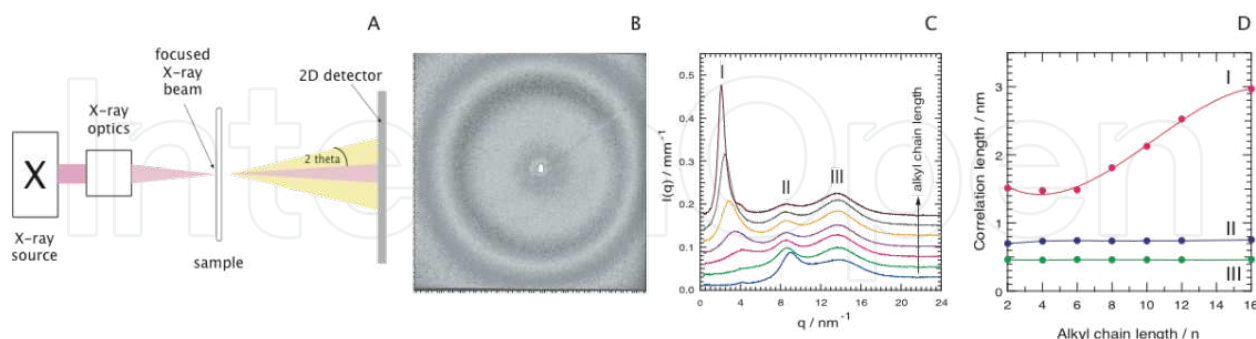 A
focused
X-ray
beam
2D detector
X-ray
optics
X
2 theta
X-ray
source
sample
B
C
I(q) / mm⁻¹
0.5
0.4
0.3
0.2
0.1
0.0
I
II
III
alkyl chain length
0 4 8 12 16 20 24
q / nm⁻¹
D
Correlation length / nm
3
2
1
0
I
II
III
2 4 6 8 10 12 14 16
Alkyl chain length / n
IntechOpen